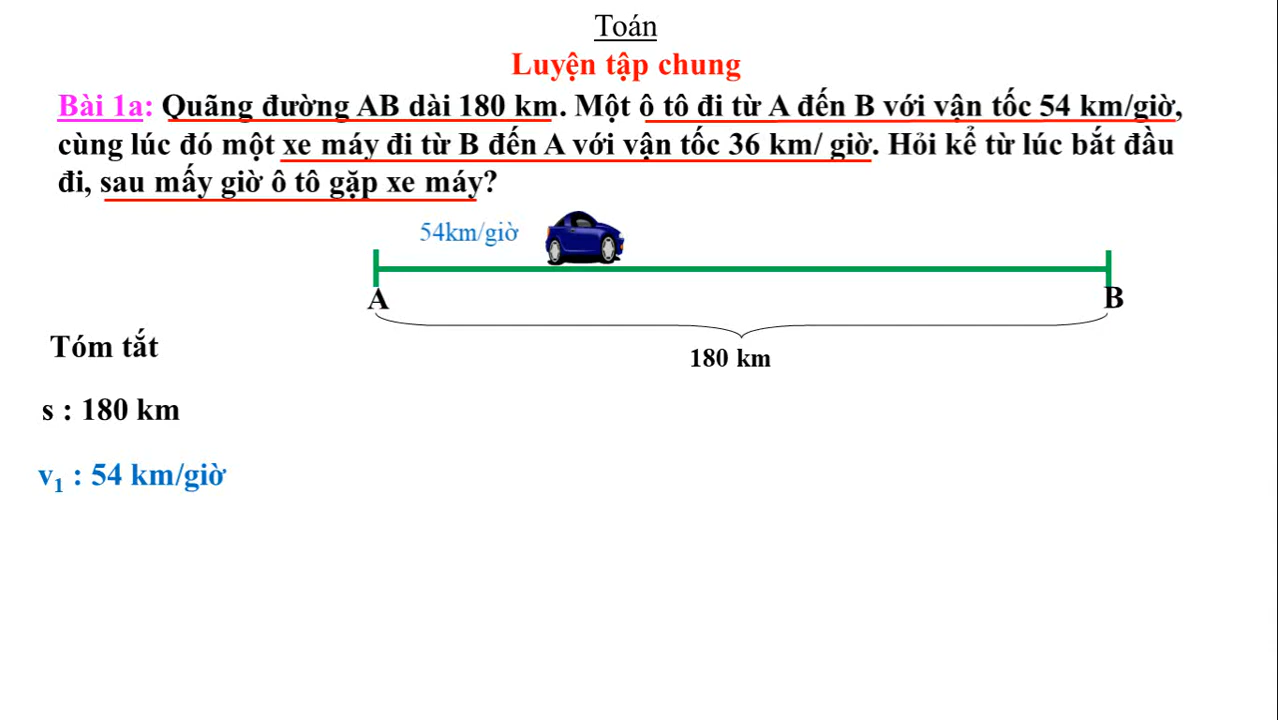 Toán
Luyện tập chung
Bài 1a: Quãng đường AB dài 180 km. Một ô tô đi từ A đến B với vận tốc 54 km/giờ,
cùng lúc đó một xe máy đi từ B đến A với vận tốc 36 km/ giờ. Hỏi kể từ lúc bắt đầu
đi, sau mấy giờ ô tô gặp xe máy?
54km/giờ
A
B
180 km
Tóm tắt
s : 180 km
v₁ : 54 km/giờ